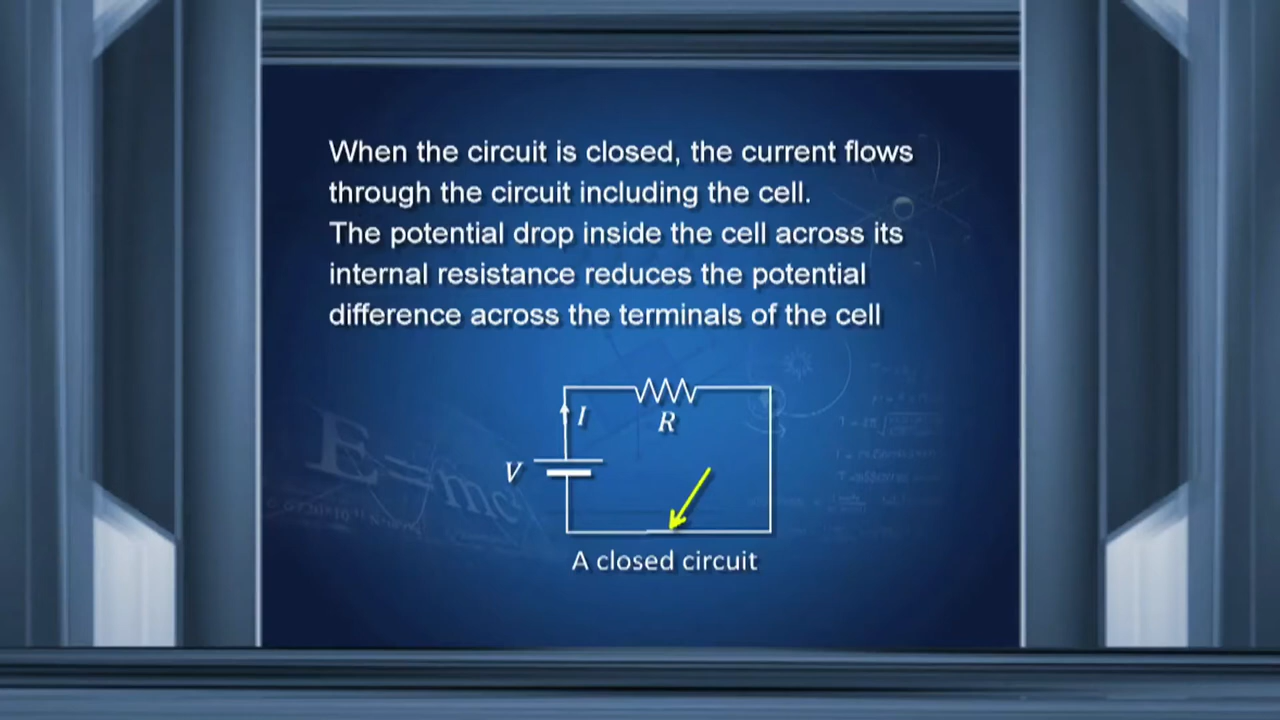 When the circuit is closed, the current flows
through the circuit including the cell.
The potential drop inside the cell across its
internal resistance reduces the potential
difference across the terminals of the cell
I
R
V
E=mc²
A closed circuit